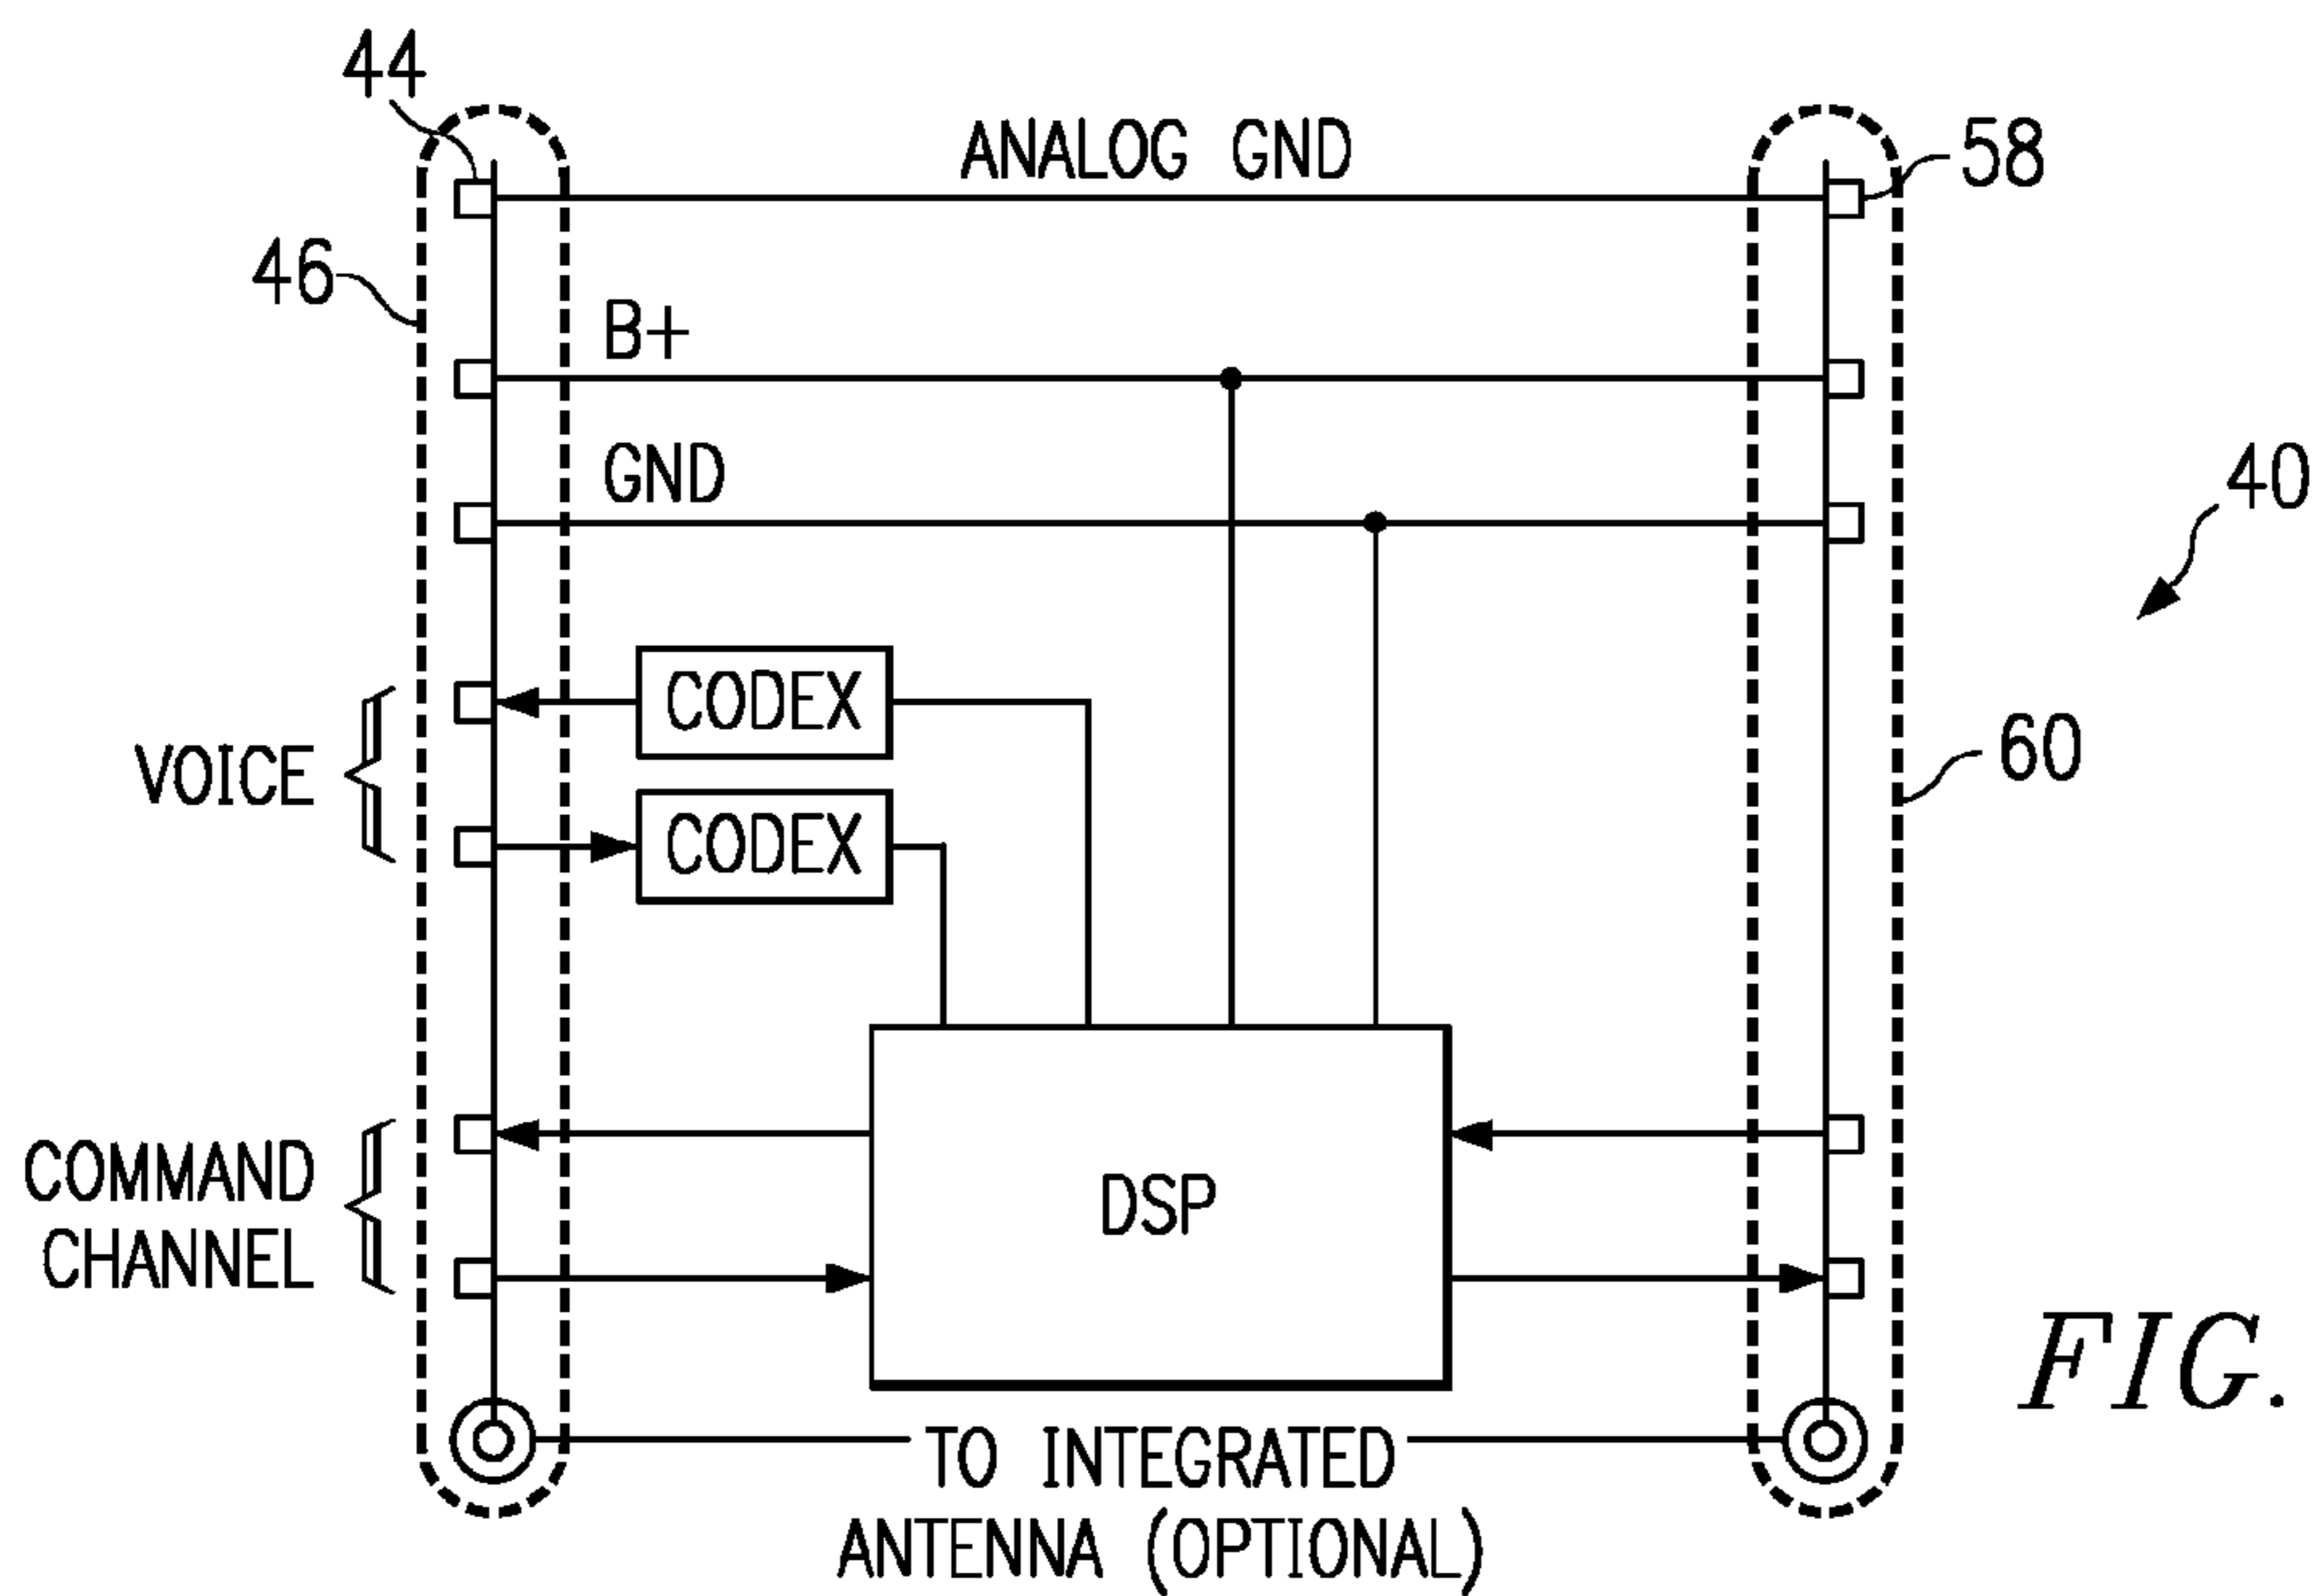 44
ANALOG GND
58
46
B+
GND
40
CODEX
VOICE
60
CODEX
COMMAND
CHANNEL
DSP
FIG.
TO INTEGRATED
ANTENNA (OPTIONAL)